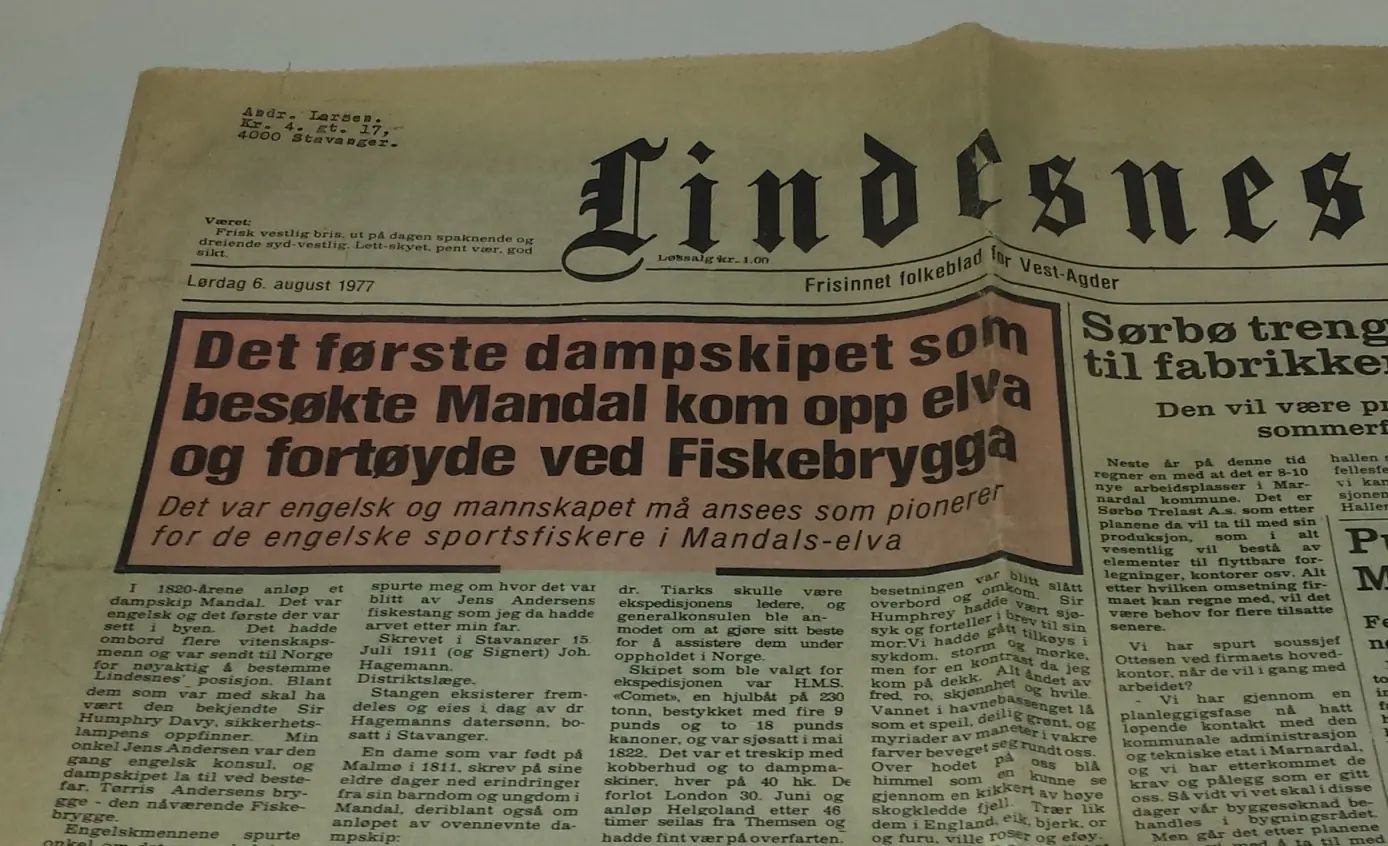 Andr. Larsen.
Kr. 4. gt. 17,
4000 Stavanger.
Lindesnes
Været:
Frisk vestlig bris, ut på dagen spaknende og
dreiende syd-vestlig. Lett-skyet, pent vær, god
sikt.
Løssalg kr. 1.00
Lørdag 6. august 1977
Frisinnet folkeblad for Vest-Agder
Det første dampskipet som
besøkte Mandal kom opp elva
og fortøyde ved Fiskebrygga
Det var engelsk og mannskapet må ansees som pionerer
for de engelske sportsfiskere i Mandals-elva
I 1820-årene anløp et
dampskip Mandal. Det var
engelsk og det første der var
sett i byen. Det hadde
ombord flere vitenskaps-
menn og var sendt til Norge
for nøyaktig å bestemne
Lindesnes' posisjon. Blant
dem som var med skal ha
vært den bekjendte Sir
Humphry Davy, sikkerhets-
lampens oppfinner. Min
onkel Jens Andersen var den
gang engelsk konsul, og
dampskipet la til ved beste-
far, Tørris Andersens bry-
gge - den nåværende Fiske-
brygge.
Engelskmennene spurte
spurte meg om hvor det var
blitt av Jens Andersens
fiskestang som jeg da hadde
arvet etter min far.
Skrevet i Stavanger 15.
Juli 1911 (og Signert) Joh.
Hagemann.
Distriktslæge.
Stangen eksisterer frem-
deles og eies i dag av dr
Hagemanns datersønn, bo-
satt i Stavanger.
En dame som var født på
Malmø i 1811, skrev på sine
eldre dager ned erindringer
fra sin barndom og ungdom i
Mandal, deriblant også om
anløpet av ovennevnte da-
mpskip:
dr. Tiarks skulle være
ekspedisjonens ledere, og
generalkonsulen ble an-
modet om at gjøre sitt beste
for å assistere dem under
oppholdet i Norge.
Skipet som ble valgt for
ekspedisjonen var H.M.S.
«Comet», en hjulbåt på 230
tonn, bestykket med fire 9
punds og to 18 punds
kanoner, og var sjøsatt i mai
1822. Det var et treskip med
kobberhud og to dampma-
skiner, hver på 40 hk. De
forlot London 30. Juni og
anløp Helgoland etter 46
timer seilas fra Themsen og
hadde fint vær på overfarten.
besetningen var blitt slått
overbord og omkom. Sir
Humphrey hadde vært sjø-
syk og forteller i brev til sin
mor:Vi hadde gått tilkøys i
sykdom, storm og mørke,
men for en kontrast da jeg
kom på dekk. Alt åndet av
fred, ro, skjønnhet og hvile.
Vannet i havnebassenget lå
som et speil, deilig grønt, og
myriader av maneter i vakre
farver beveget seg rundt oss.
Over hodet på oss blå
himmel som en kunne se
gjennom en kikkert av høye
skogkledde fjell. Trær lik
dem i England, eik, bjerk, or
og furu, ville roser og eføy.
Sørbø treng
til fabrikke
Den vil være
sommerf
Neste år på denne tid
regner en med at det er 8-10
nye arbeidsplasser i Mar-
nardal kommune. Det er
Sørbø Trelast A.s. som etter
planene da vil ta til med sin
produksjon, som i alt
vesentlig vil bestå av
elementer til flyttbare for-
legninger, kontorer osv. Alt
etter hvilken omsetning fir-
maet kan regne med, vil det
være behov for flere tilsatte
senere.
Vi har spurt soussjef
Ottesen ved firmaets hoved-
kontor, når de vil i gang med
arbeidet?
- Vi har gjennom en
planleggigsfase nå hatt
løpende kontakt med den
kommunale administrasjon
og tekniske etat i Marnardal,
og vi har etterkommet de
krav og pålegg som er gitt
oss. Så vidt vi vet skal i disse
dager vår byggesøknad be-
handles i bygningsrådet.
Men går det etter planene
hallen
fellesfe
vi kan
sjonen
Haller
P
M
Fe